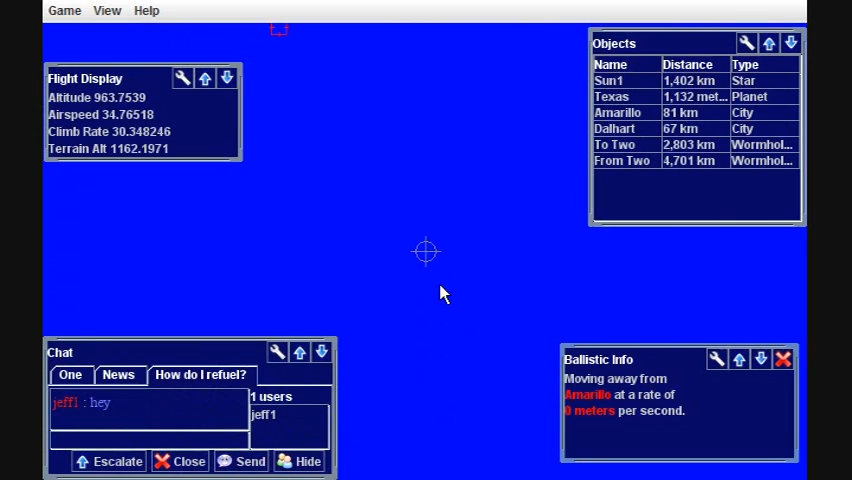 Game View Help
Flight Display
Altitude 963.7539
Airspeed 34.76518
Climb Rate 30.348246
Terrain Alt 1162.1971
Objects
Name Distance Type
Sun1 1,402 km Star
Texas 1,132 met... Planet
Amarillo 81 km City
Dalhart 67 km City
To Two 2,803 km Wormhol...
From Two 4,701 km Wormhol...
Chat
One News How do I refuel?
jeff1 : hey
1 users
jeff1
Escalate Close Send Hide
Ballistic Info
Moving away from
Amarillo at a rate of
0 meters per second.